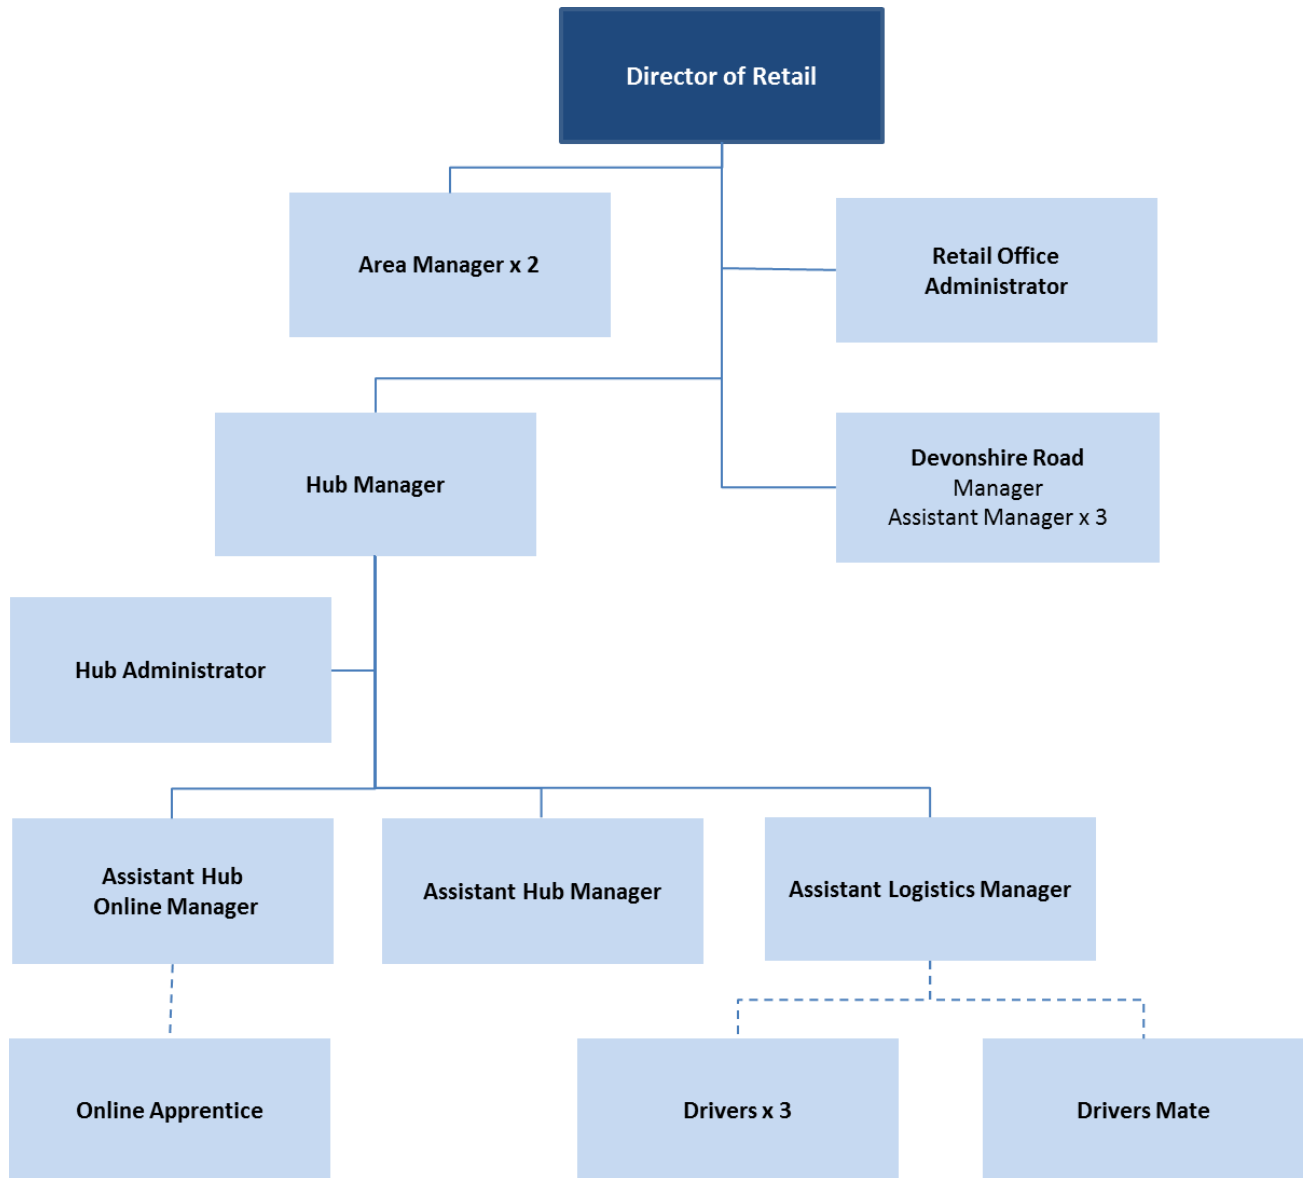 Director of Retail
Area Manager x 2
Retail Office
Administrator
Hub Manager
Devonshire Road
Manager
Assistant Manager x 3
Hub Administrator
Assistant Hub
Online Manager
Assistant Hub Manager
Assistant Logistics Manager
Online Apprentice
Drivers x 3
Drivers Mate